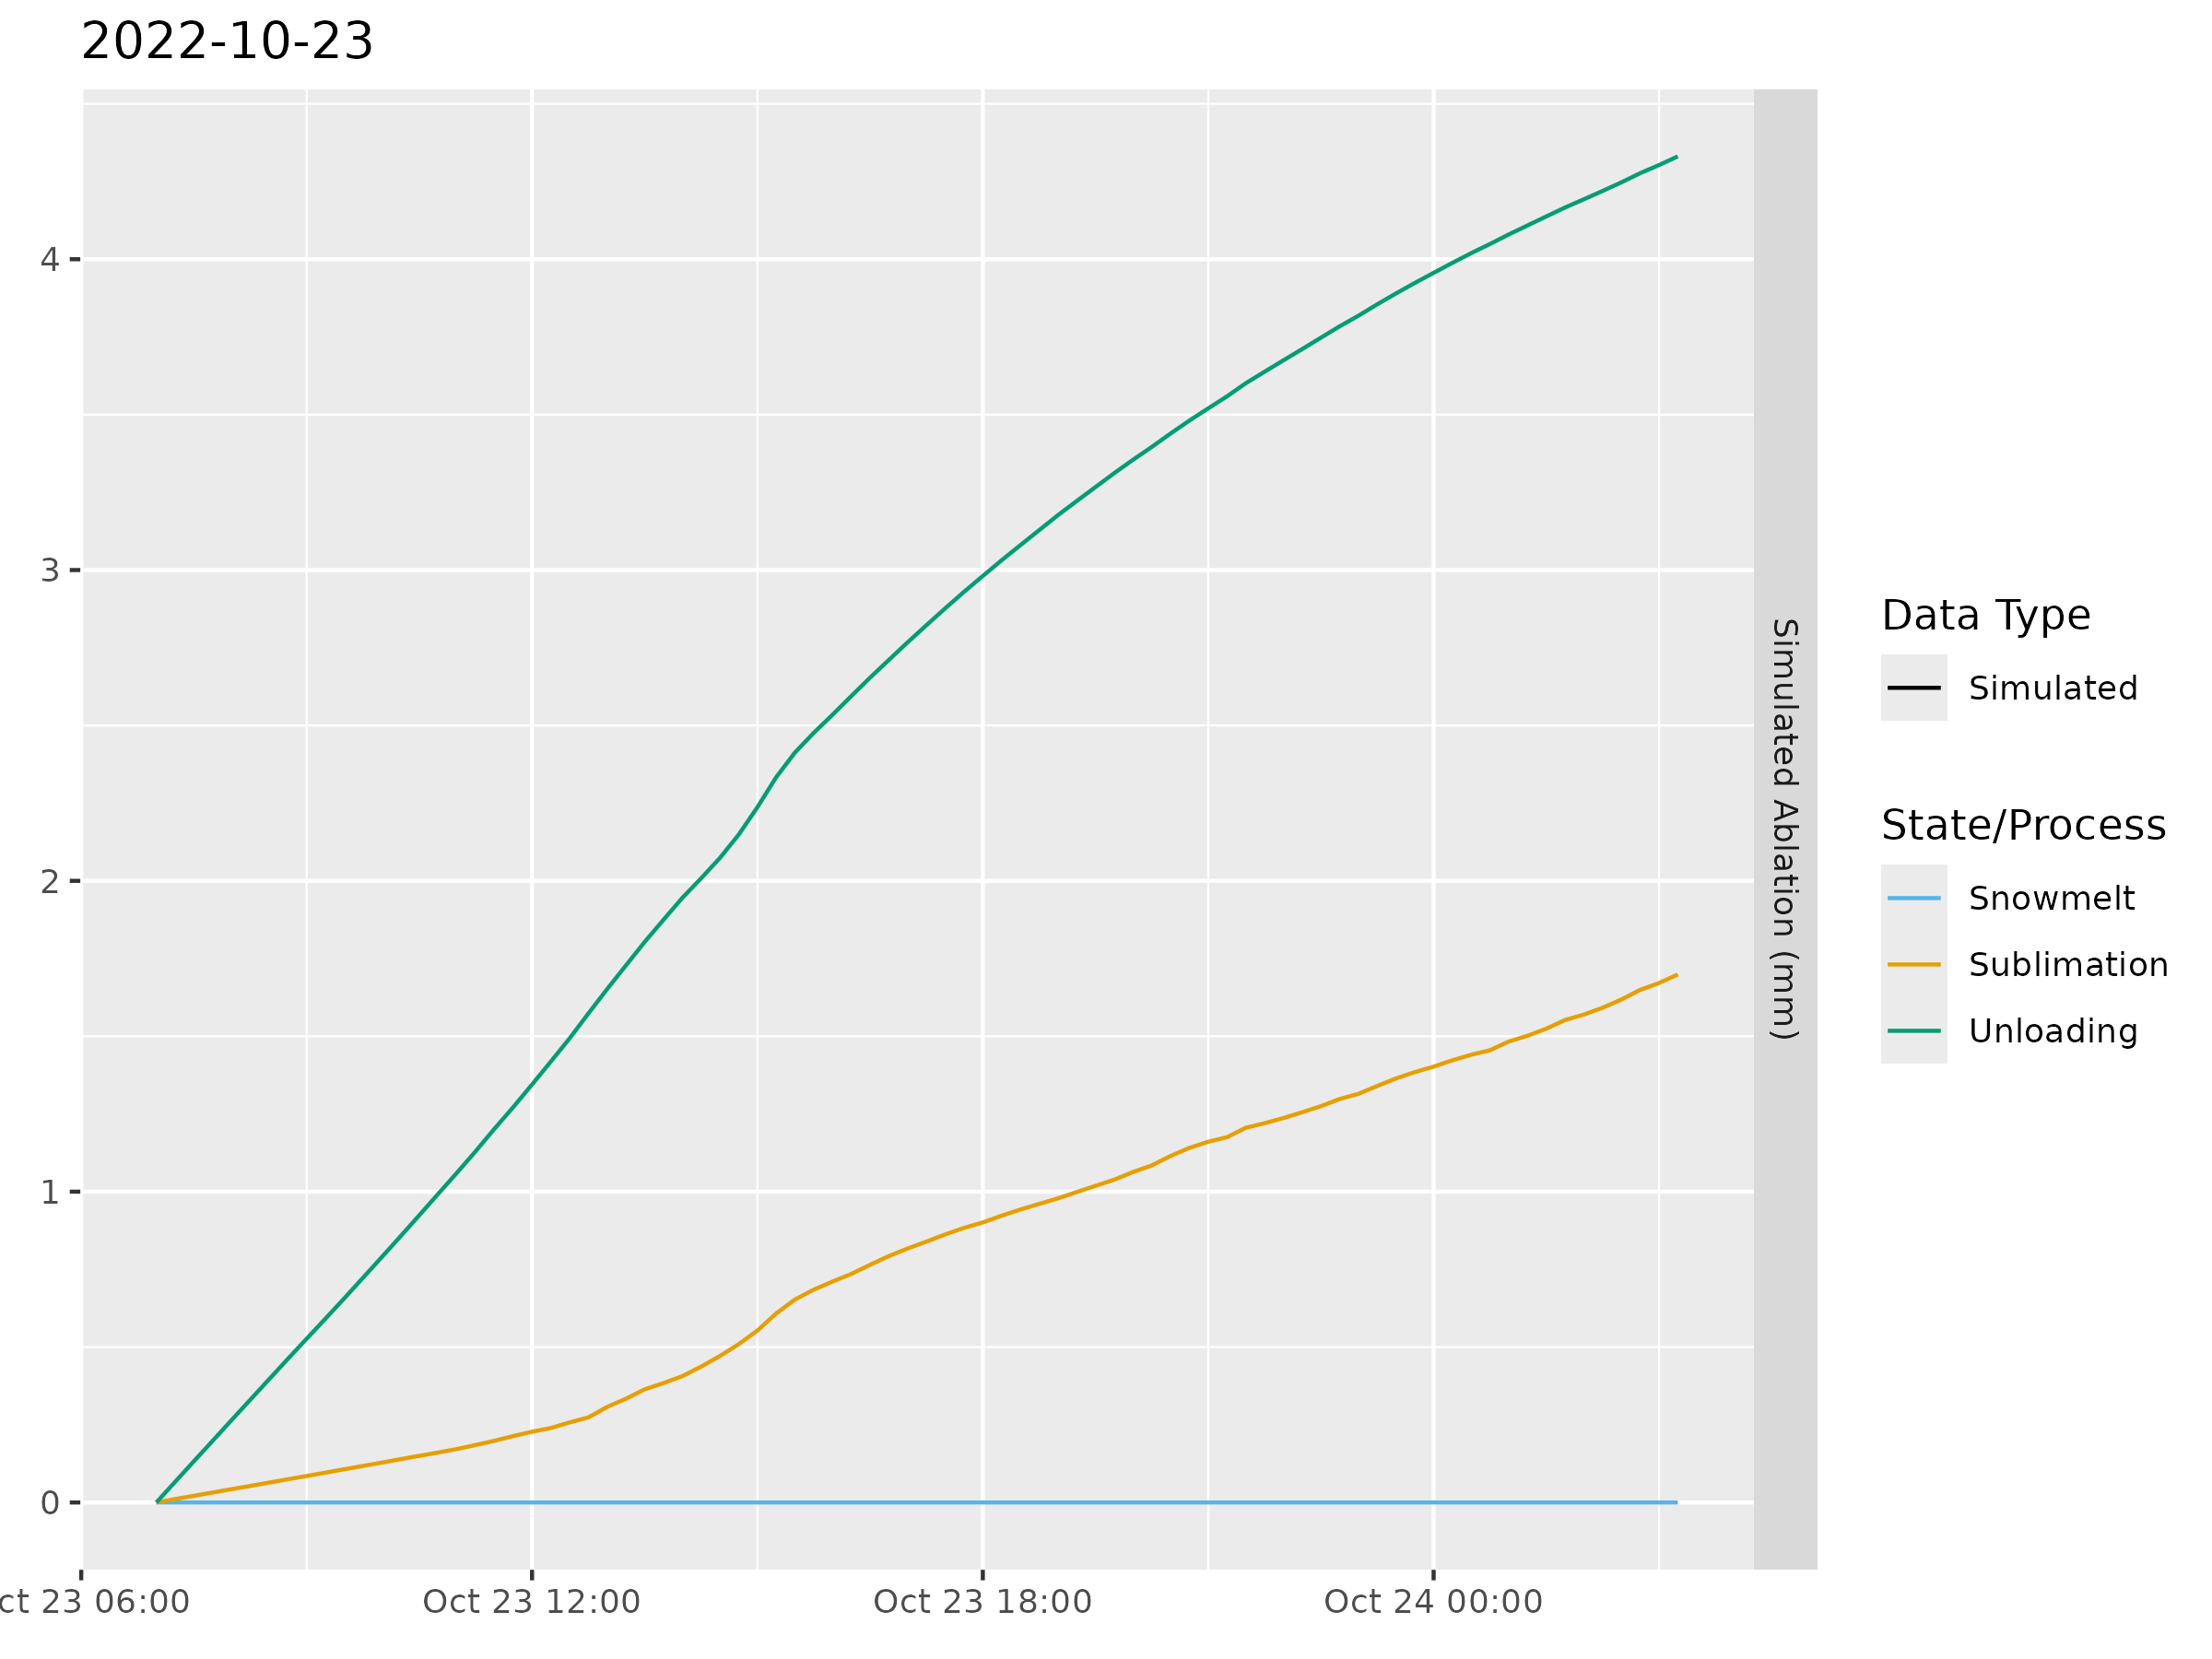 2022-10-23
4
3
2
1
0
ct 23 06:00
Oct 23 12:00
Oct 23 18:00
Oct 24 00:00
Simulated Ablation (mm)
Data Type
Simulated
State/Process
Snowmelt
Sublimation
Unloading